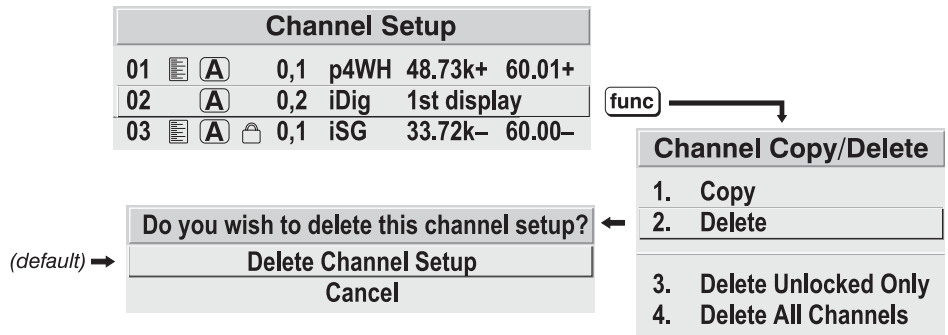 Channel Setup
01 A 0,1 p4WH 48.73k+ 60.01+
02 A 0,2 iDig 1st display
03 A 0,1 iSG 33.72k– 60.00–
func
Channel Copy/Delete
1. Copy
2. Delete
3. Delete Unlocked Only
4. Delete All Channels
Do you wish to delete this channel setup?
(default) Delete Channel Setup
Cancel